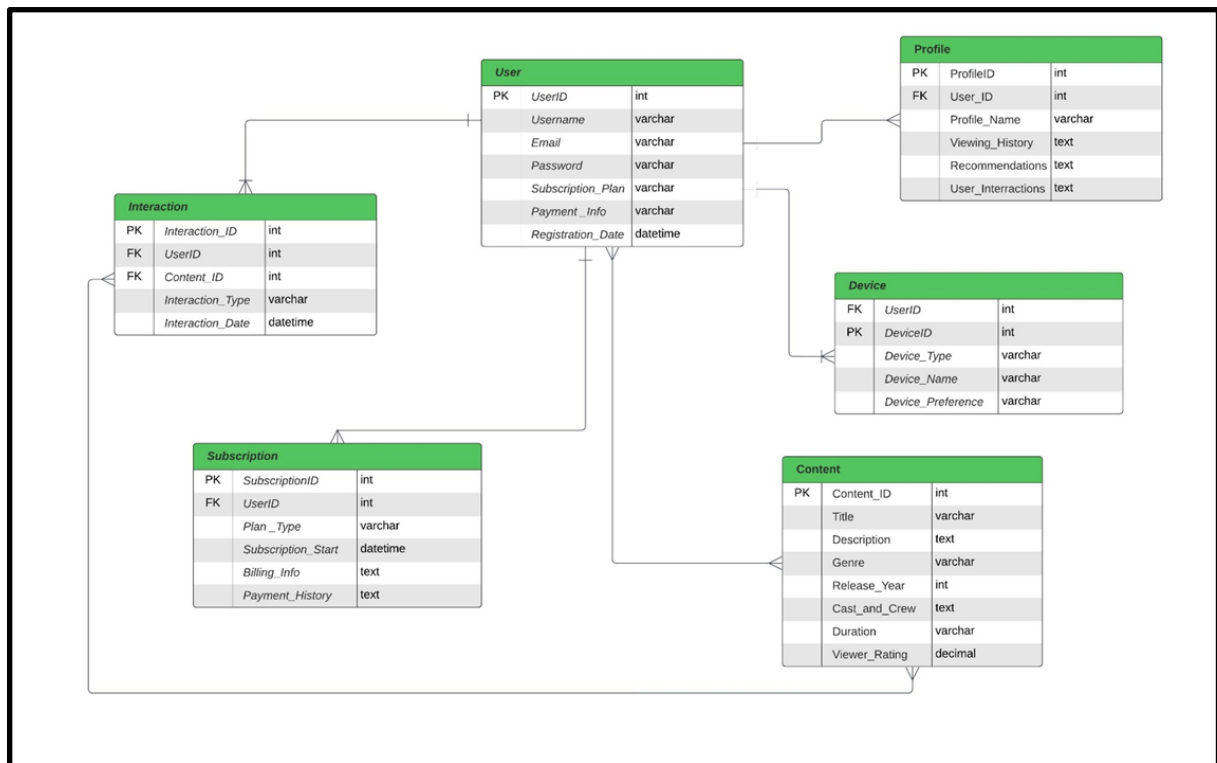 User
PK UserID int
Username varchar
Email varchar
Password varchar
Subscription_Plan varchar
Payment _Info varchar
Registration_Date datetime
Profile
PK ProfileID int
FK User_ID int
Profile_Name varchar
Viewing_History text
Recommendations text
User_Interractions text
Interaction
PK Interaction_ID int
FK UserID int
FK Content_ID int
Interaction_Type varchar
Interaction_Date datetime
Device
FK UserID int
PK DeviceID int
Device_Type varchar
Device_Name varchar
Device_Preference varchar
Subscription
PK SubscriptionID int
FK UserID int
Plan _Type varchar
Subscription_Start datetime
Billing_Info text
Payment_History text
Content
PK Content_ID int
Title varchar
Description text
Genre varchar
Release_Year int
Cast_and_Crew text
Duration varchar
Viewer_Rating decimal